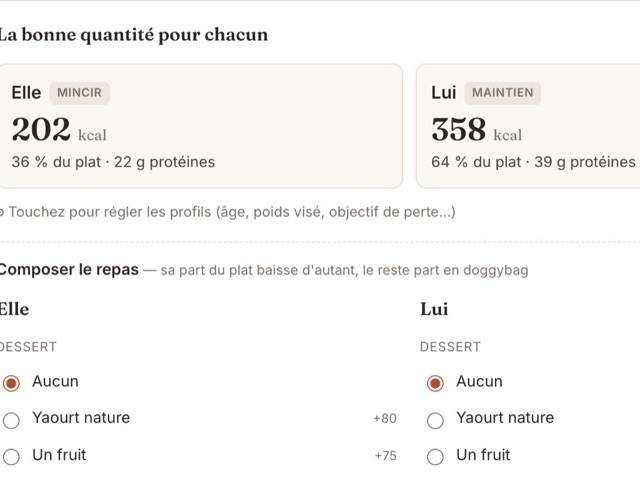 La bonne quantité pour chacun
Elle MINCIR
202 kcal
36 % du plat · 22 g protéines
Lui MAINTIEN
358 kcal
64 % du plat · 39 g protéines
Touchez pour régler les profils (âge, poids visé, objectif de perte...)
Composer le repas — sa part du plat baisse d'autant, le reste part en doggybag
Elle
DESSERT
Aucun
Yaourt nature +80
Un fruit +75
Lui
DESSERT
Aucun
Yaourt nature
Un fruit